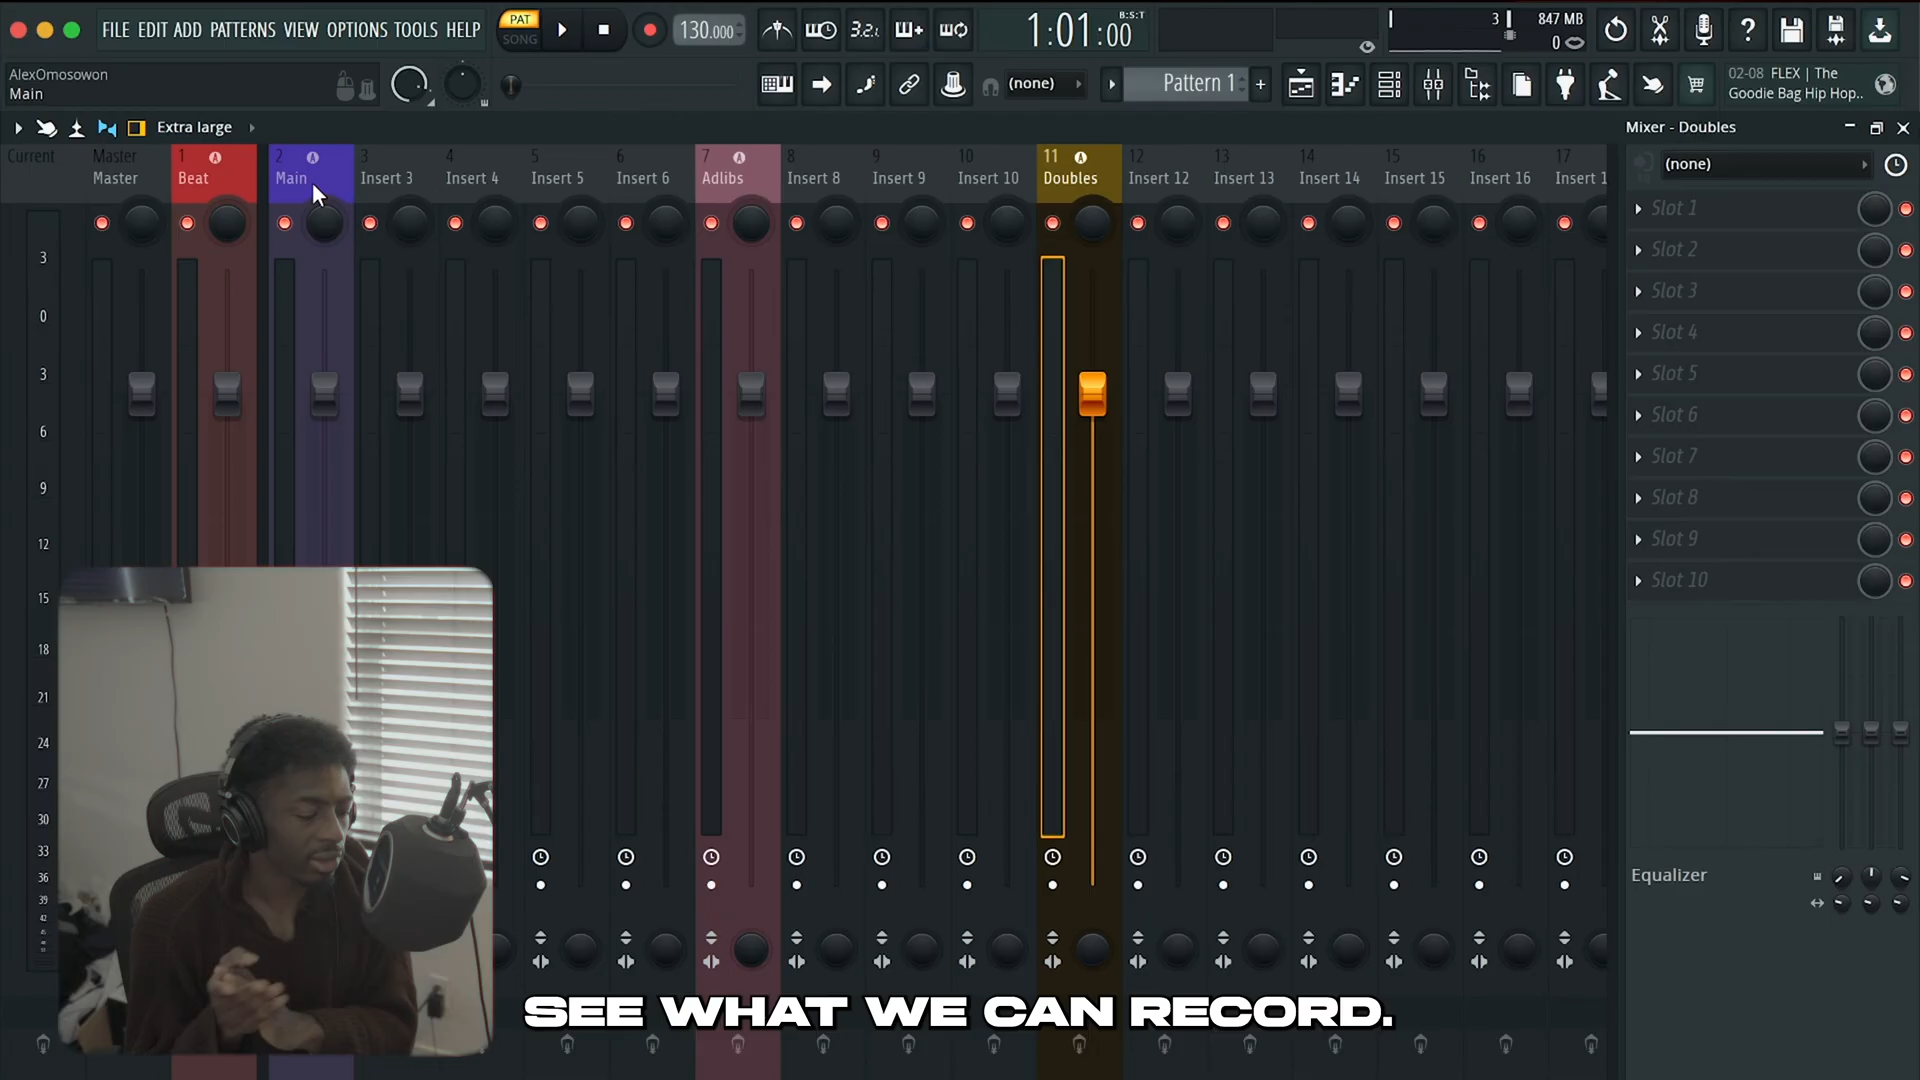 FILE EDIT ADD PATTERNS VIEW OPTIONS TOOLS HELP
PAT
SONG
130.000
3.2.
1:01:00
B:S:T
3
847 MB
0
AlexOmosowon
Main
(none)
Pattern 1
+
02-08 FLEX | The
Goodie Bag Hip Hop..
Extra large
Mixer - Doubles
Current
Master
1
2
3
4
5
6
7
8
9
10
11
12
13
14
15
16
17
Master
Beat
Main
Insert 3
Insert 4
Insert 5
Insert 6
Adlibs
Insert 8
Insert 9
Insert 10
Doubles
Insert 12
Insert 13
Insert 14
Insert 15
Insert 16
Insert 1
3
0
3
6
9
12
15
18
21
24
27
30
33
36
39
42
(none)
Slot 1
Slot 2
Slot 3
Slot 4
Slot 5
Slot 6
Slot 7
Slot 8
Slot 9
Slot 10
Equalizer
SEE WHAT WE CAN RECORD.